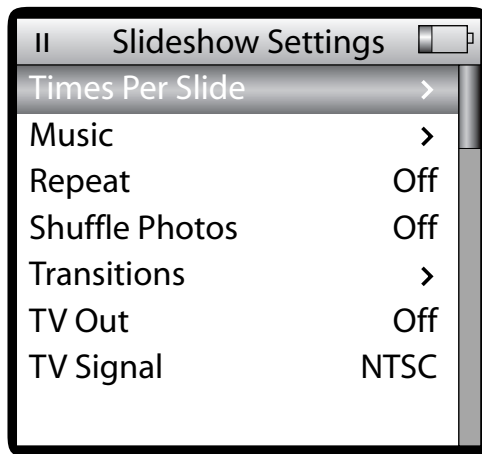 Slideshow Settings
Times Per Slide >
Music >
Repeat Off
Shuffle Photos Off
Transitions >
TV Out Off
TV Signal NTSC